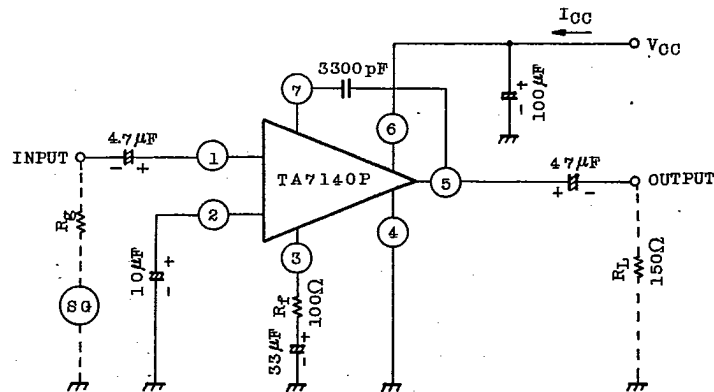 ICC
VCC
3300pF
100μF
7
6
4.7μF
47μF
INPUT
1
TA7140P
5
OUTPUT
Rg
2
4
10μF
3
RL
150Ω
SG
Rf
100Ω
33μF